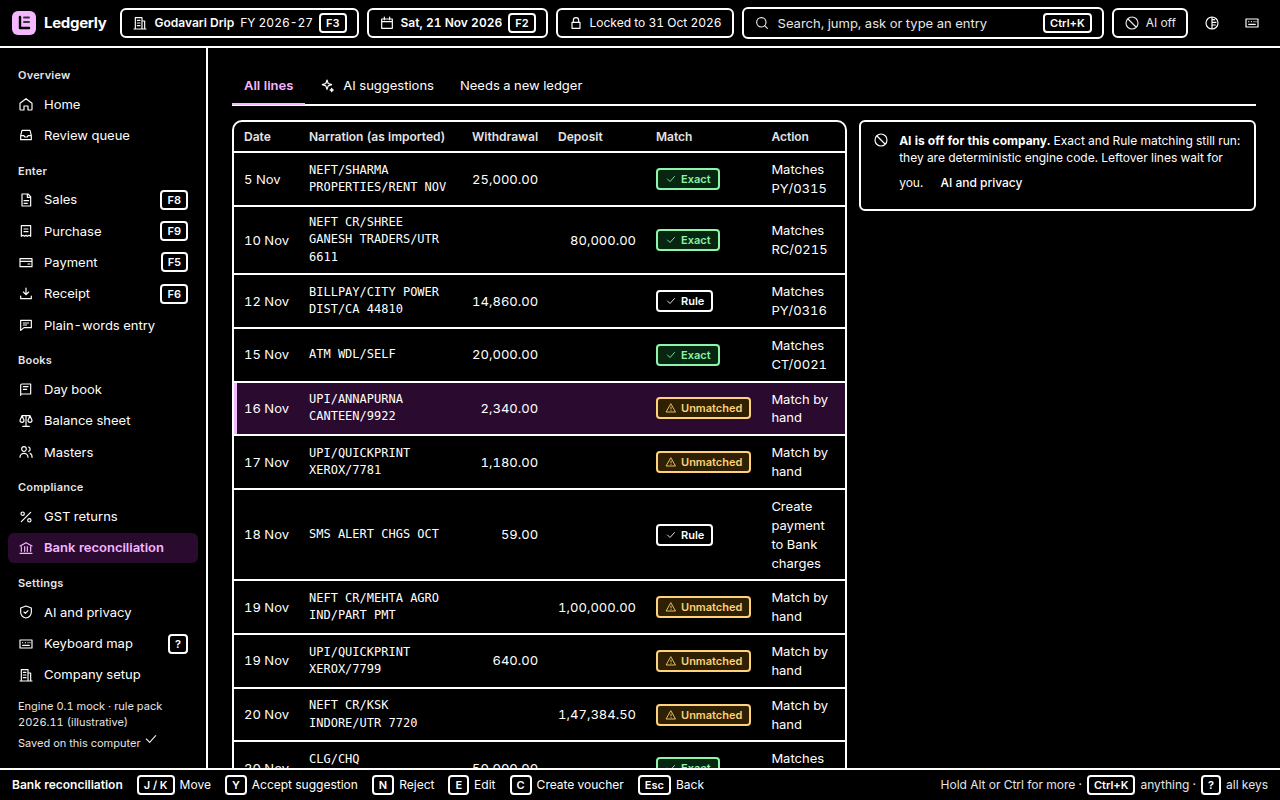 Ledgerly
Godavari Drip FY 2026-27 F3
Sat, 21 Nov 2026 F2
Locked to 31 Oct 2026
Search, jump, ask or type an entry Ctrl+K
AI off
Overview
Home
Review queue
Enter
Sales F8
Purchase F9
Payment F5
Receipt F6
Plain-words entry
Books
Day book
Balance sheet
Masters
Compliance
GST returns
Bank reconciliation
Settings
AI and privacy
Keyboard map ?
Company setup
Engine 0.1 mock · rule pack
2026.11 (illustrative)
Saved on this computer
All lines AI suggestions Needs a new ledger
Date Narration (as imported) Withdrawal Deposit Match Action
5 Nov NEFT/SHARMA PROPERTIES/RENT NOV 25,000.00 Exact Matches PY/0315
10 Nov NEFT CR/SHREE GANESH TRADERS/UTR 6611 80,000.00 Exact Matches RC/0215
12 Nov BILLPAY/CITY POWER DIST/CA 44810 14,860.00 Rule Matches PY/0316
15 Nov ATM WDL/SELF 20,000.00 Exact Matches CT/0021
16 Nov UPI/ANNAPURNA CANTEEN/9922 2,340.00 Unmatched Match by hand
17 Nov UPI/QUICKPRINT XEROX/7781 1,180.00 Unmatched Match by hand
18 Nov SMS ALERT CHGS OCT 59.00 Rule Create payment to Bank charges
19 Nov NEFT CR/MEHTA AGRO IND/PART PMT 1,00,000.00 Unmatched Match by hand
19 Nov UPI/QUICKPRINT XEROX/7799 640.00 Unmatched Match by hand
20 Nov NEFT CR/KSK INDORE/UTR 7720 1,47,384.50 Unmatched Match by hand
20 Nov CLG/CHQ 50,000.00 Exact Matches
AI is off for this company. Exact and Rule matching still run:
they are deterministic engine code. Leftover lines wait for
you. AI and privacy
Bank reconciliation J / K Move Y Accept suggestion N Reject E Edit C Create voucher Esc Back
Hold Alt or Ctrl for more · Ctrl+K anything · ? all keys